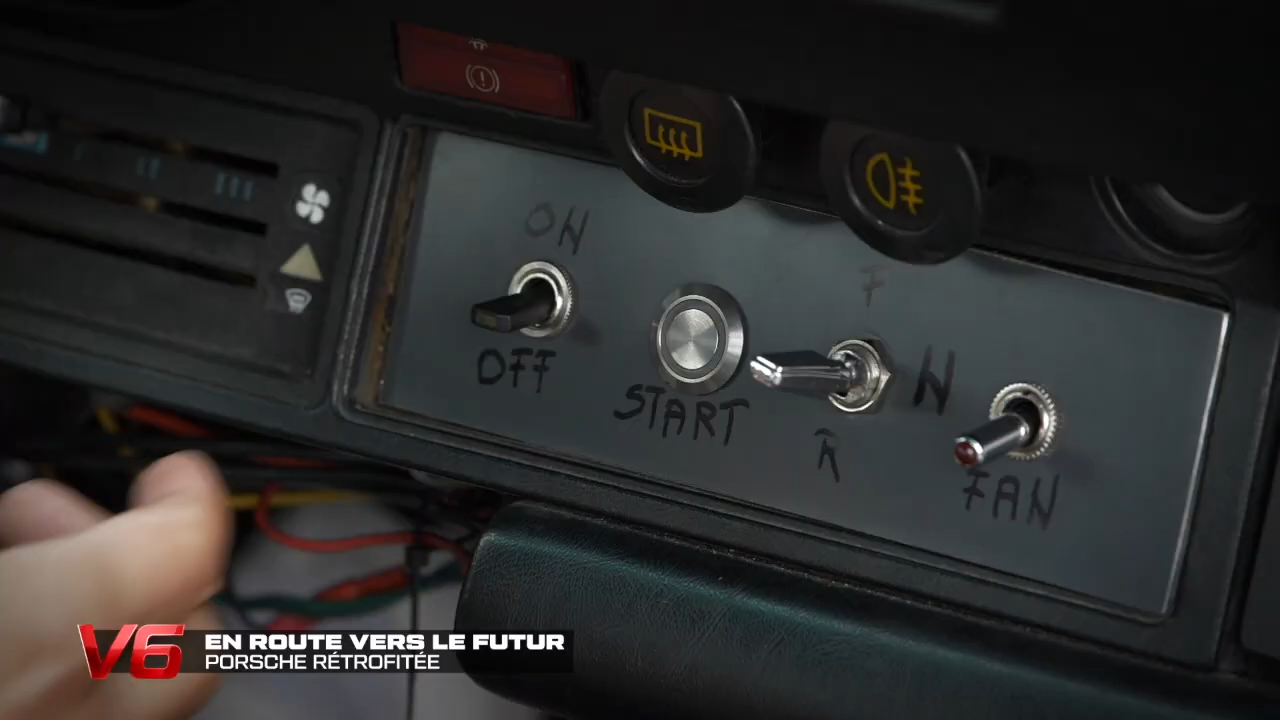 ON
OFF
START
F
N
R
FAN
V6
EN ROUTE VERS LE FUTUR
PORSCHE RÉTROFITÉE